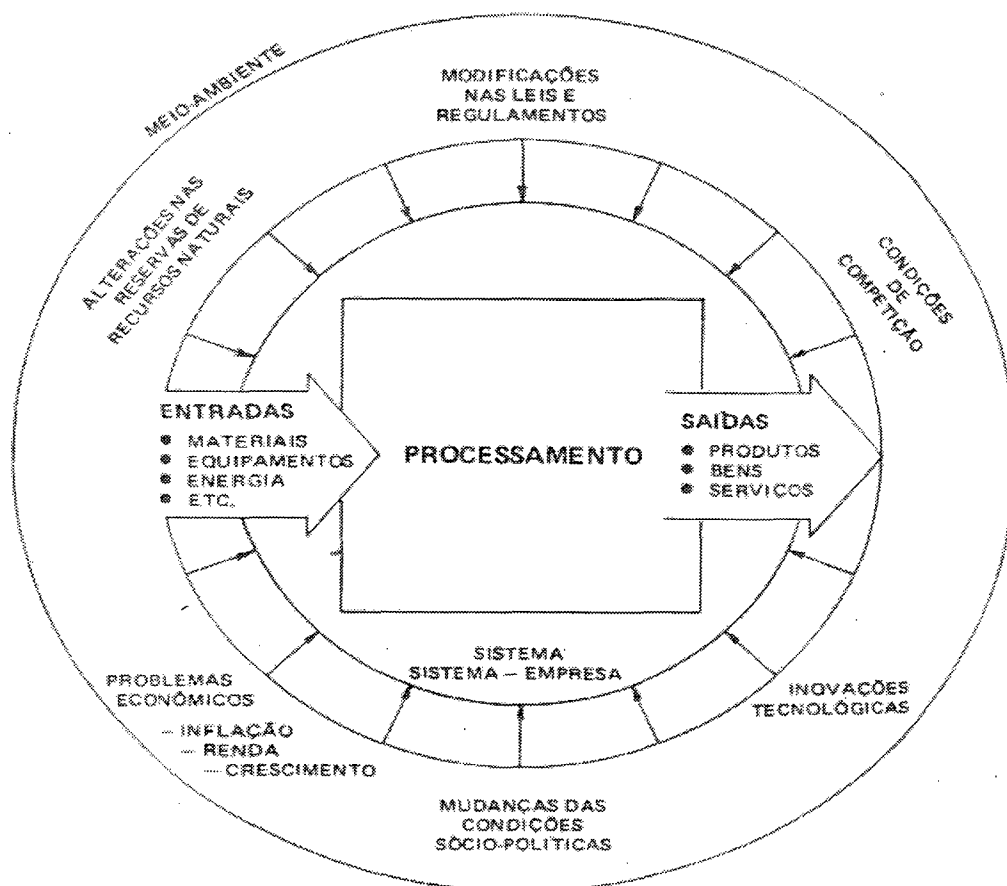 MEIO-AMBIENTE
MODIFICAÇÕES
NAS LEIS E
REGULAMENTOS
ALTERAÇÕES NAS
RESERVAS DE
RECURSOS NATURAIS
CONDIÇÕES
DE
COMPETIÇÃO
ENTRADAS
● MATERIAIS
● EQUIPAMENTOS
● ENERGIA
● ETC.
PROCESSAMENTO
SAÍDAS
● PRODUTOS
● BENS
● SERVIÇOS
SISTEMA
SISTEMA — EMPRESA
PROBLEMAS
ECONÔMICOS
— INFLAÇÃO
— RENDA
— CRESCIMENTO
INOVAÇÕES
TECNOLÓGICAS
MUDANÇAS DAS
CONDIÇÕES
SÓCIO-POLÍTICAS